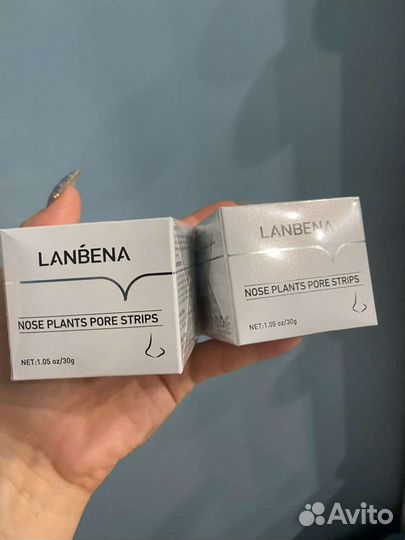 LANBENA
NOSE PLANTS PORE STRIPS
NET:1.05 oz/30g
LANBENA
NOSE PLANTS PORE STRIPS
NET:1.05 oz/30g
Avito